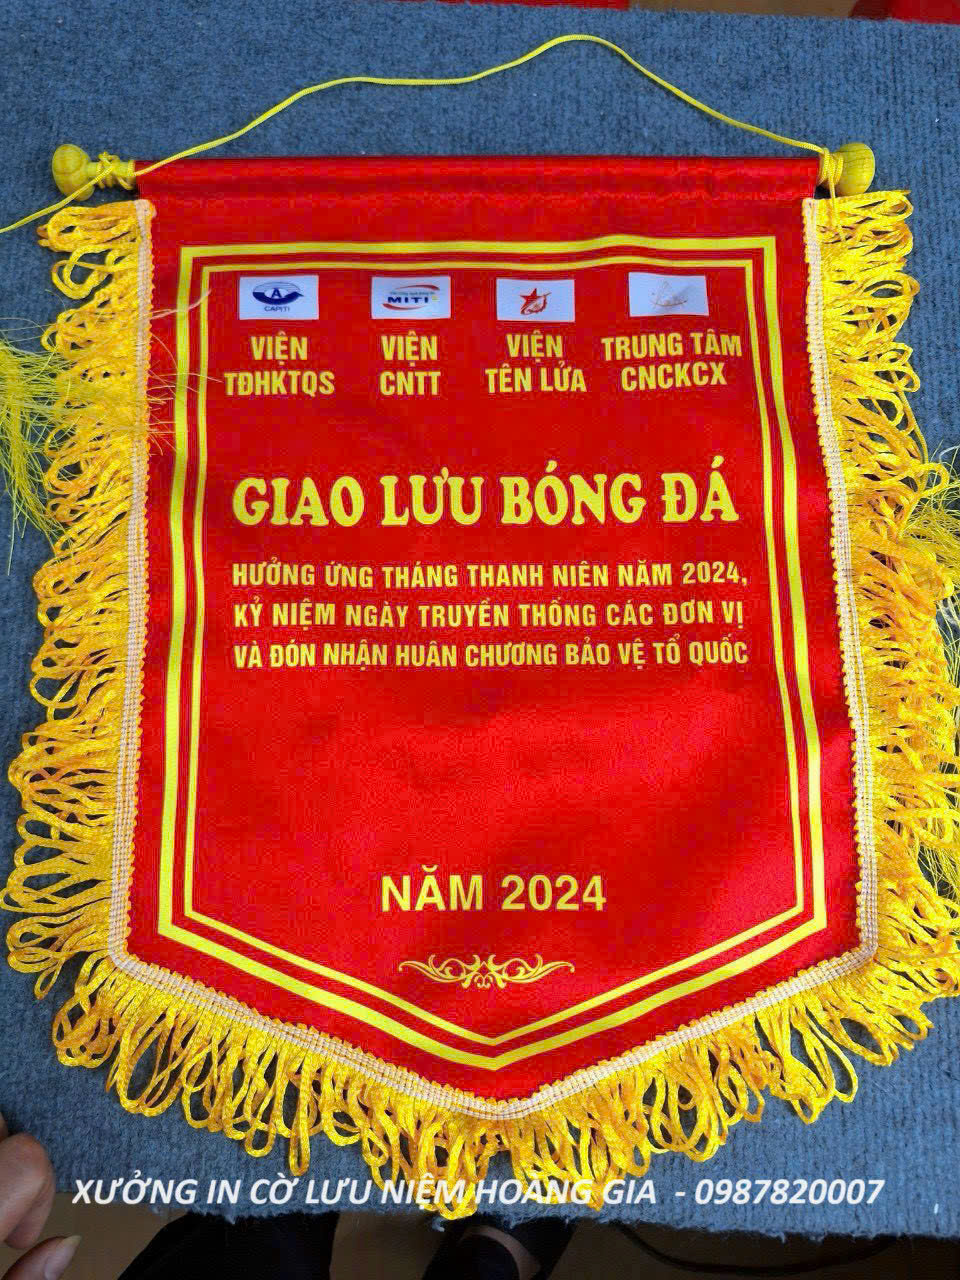 CAPITI
MITI
VIỆN
TĐHKTQS
VIỆN
CNTT
VIỆN
TÊN LỬA
TRUNG TÂM
CNCKCX
GIAO LƯU BÓNG ĐÁ
HƯỞNG ỨNG THÁNG THANH NIÊN NĂM 2024,
KỶ NIỆM NGÀY TRUYỀN THỐNG CÁC ĐƠN VỊ
VÀ ĐÓN NHẬN HUÂN CHƯƠNG BẢO VỆ TỔ QUỐC
NĂM 2024
XƯỞNG IN CỜ LƯU NIỆM HOÀNG GIA - 0987820007